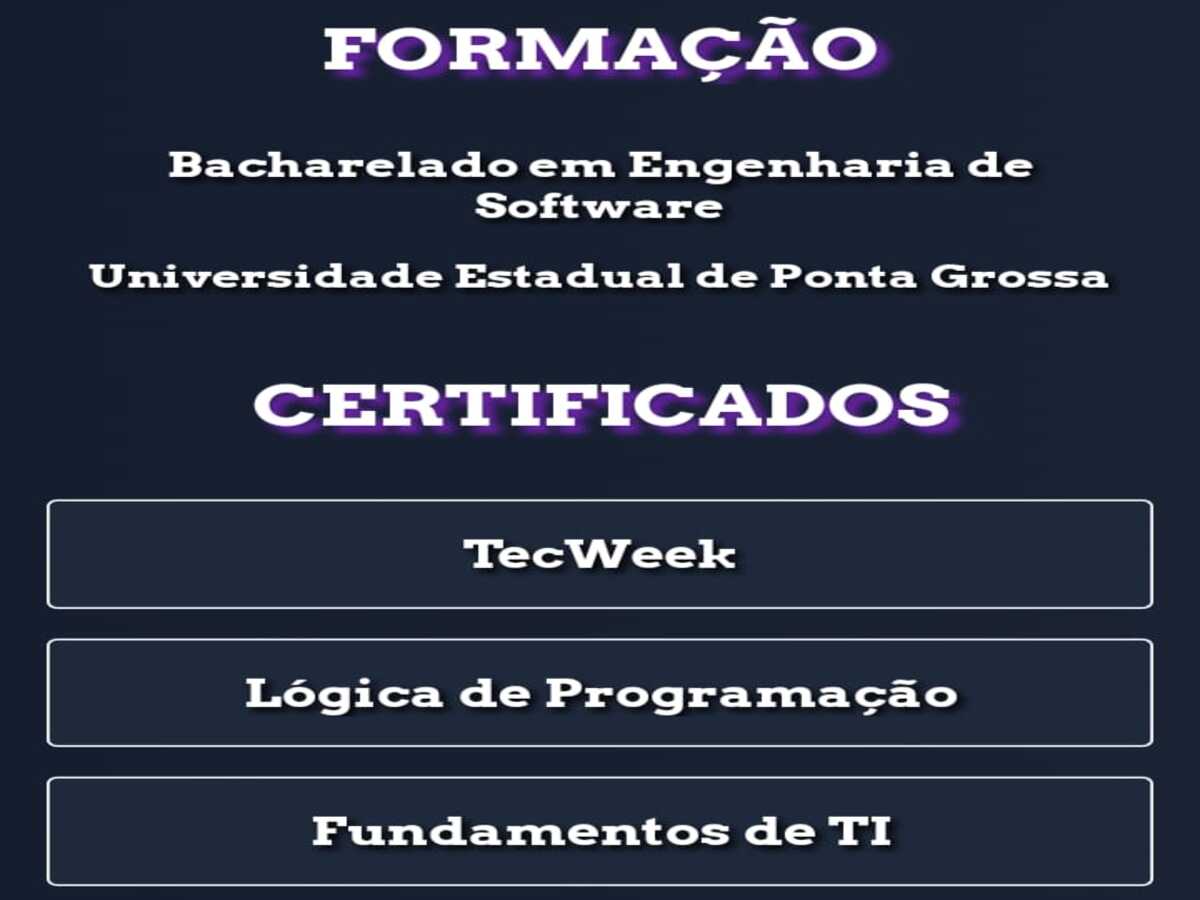 FORMAÇÃO
Bacharelado em Engenharia de
Software
Universidade Estadual de Ponta Grossa
CERTIFICADOS
TecWeek
Lógica de Programação
Fundamentos de TI